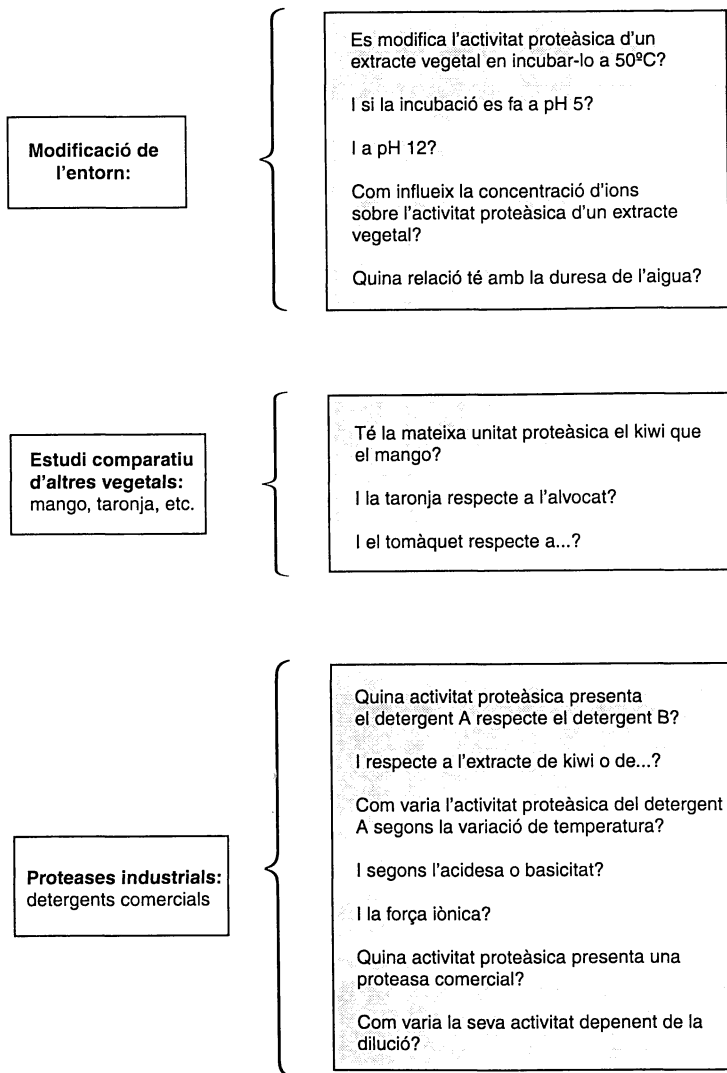 Modificació de
l'entorn:
Es modifica l'activitat proteàsica d'un
extracte vegetal en incubar-lo a 50ºC?
I si la incubació es fa a pH 5?
I a pH 12?
Com influeix la concentració d'ions
sobre l'activitat proteàsica d'un extracte
vegetal?
Quina relació té amb la duresa de l'aigua?
Estudi comparatiu
d'altres vegetals:
mango, taronja, etc.
Té la mateixa unitat proteàsica el kiwi que
el mango?
I la taronja respecte a l'alvocat?
I el tomàquet respecte a...?
Proteases industrials:
detergents comercials
Quina activitat proteàsica presenta
el detergent A respecte el detergent B?
I respecte a l'extracte de kiwi o de...?
Com varia l'activitat proteàsica del detergent
A segons la variació de temperatura?
I segons l'acidesa o basicitat?
I la força iònica?
Quina activitat proteàsica presenta una
proteasa comercial?
Com varia la seva activitat depenent de la
dilució?